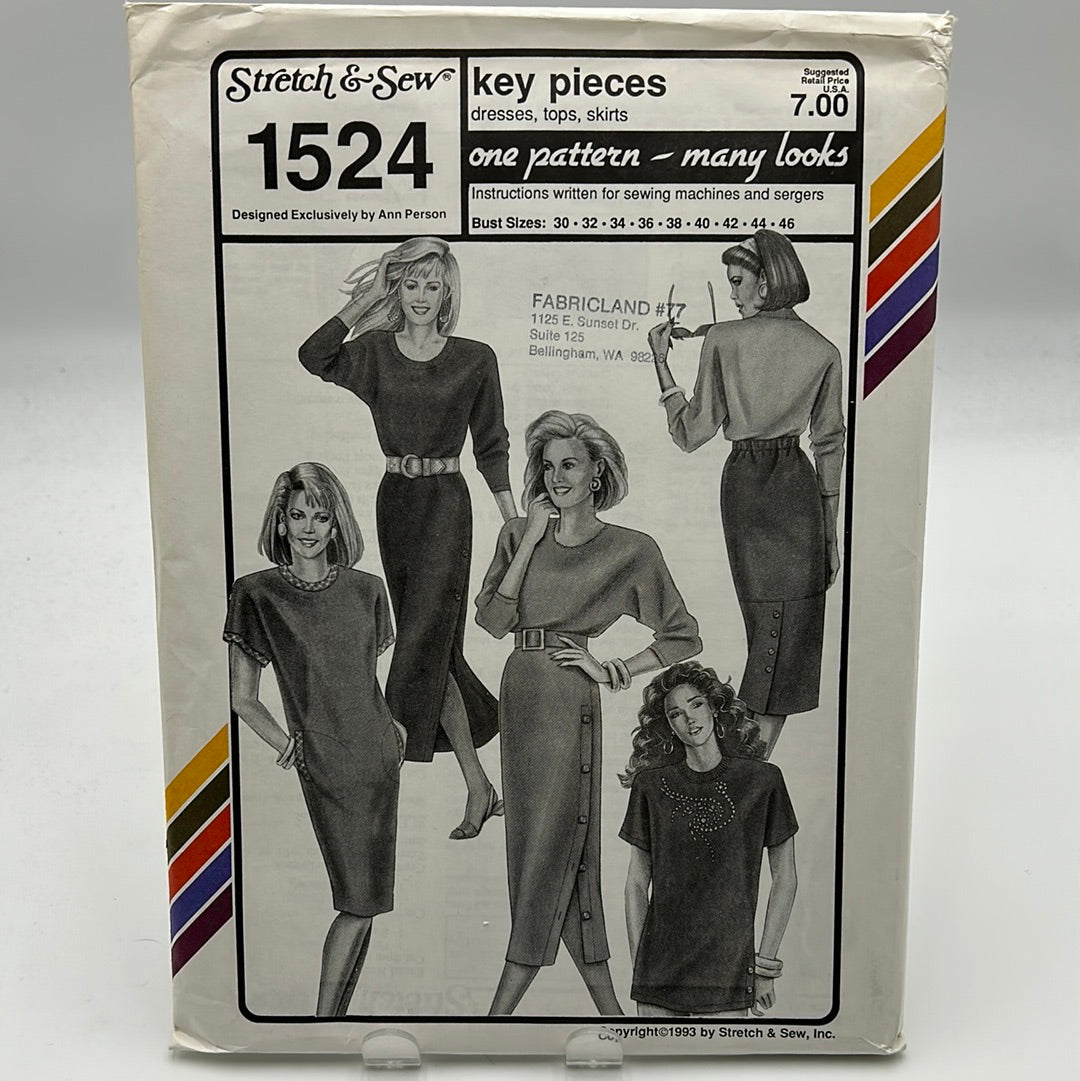 Stretch & Sew®
1524
Designed Exclusively by Ann Person
key pieces
dresses, tops, skirts
Suggested
Retail Price
U.S.A.
7.00
one pattern – many looks
Instructions written for sewing machines and sergers
Bust Sizes: 30 • 32 • 34 • 36 • 38 • 40 • 42 • 44 • 46
FABRICLAND #77
1125 E. Sunset Dr.
Suite 125
Bellingham, WA 98226
Copyright©1993 by Stretch & Sew, Inc.